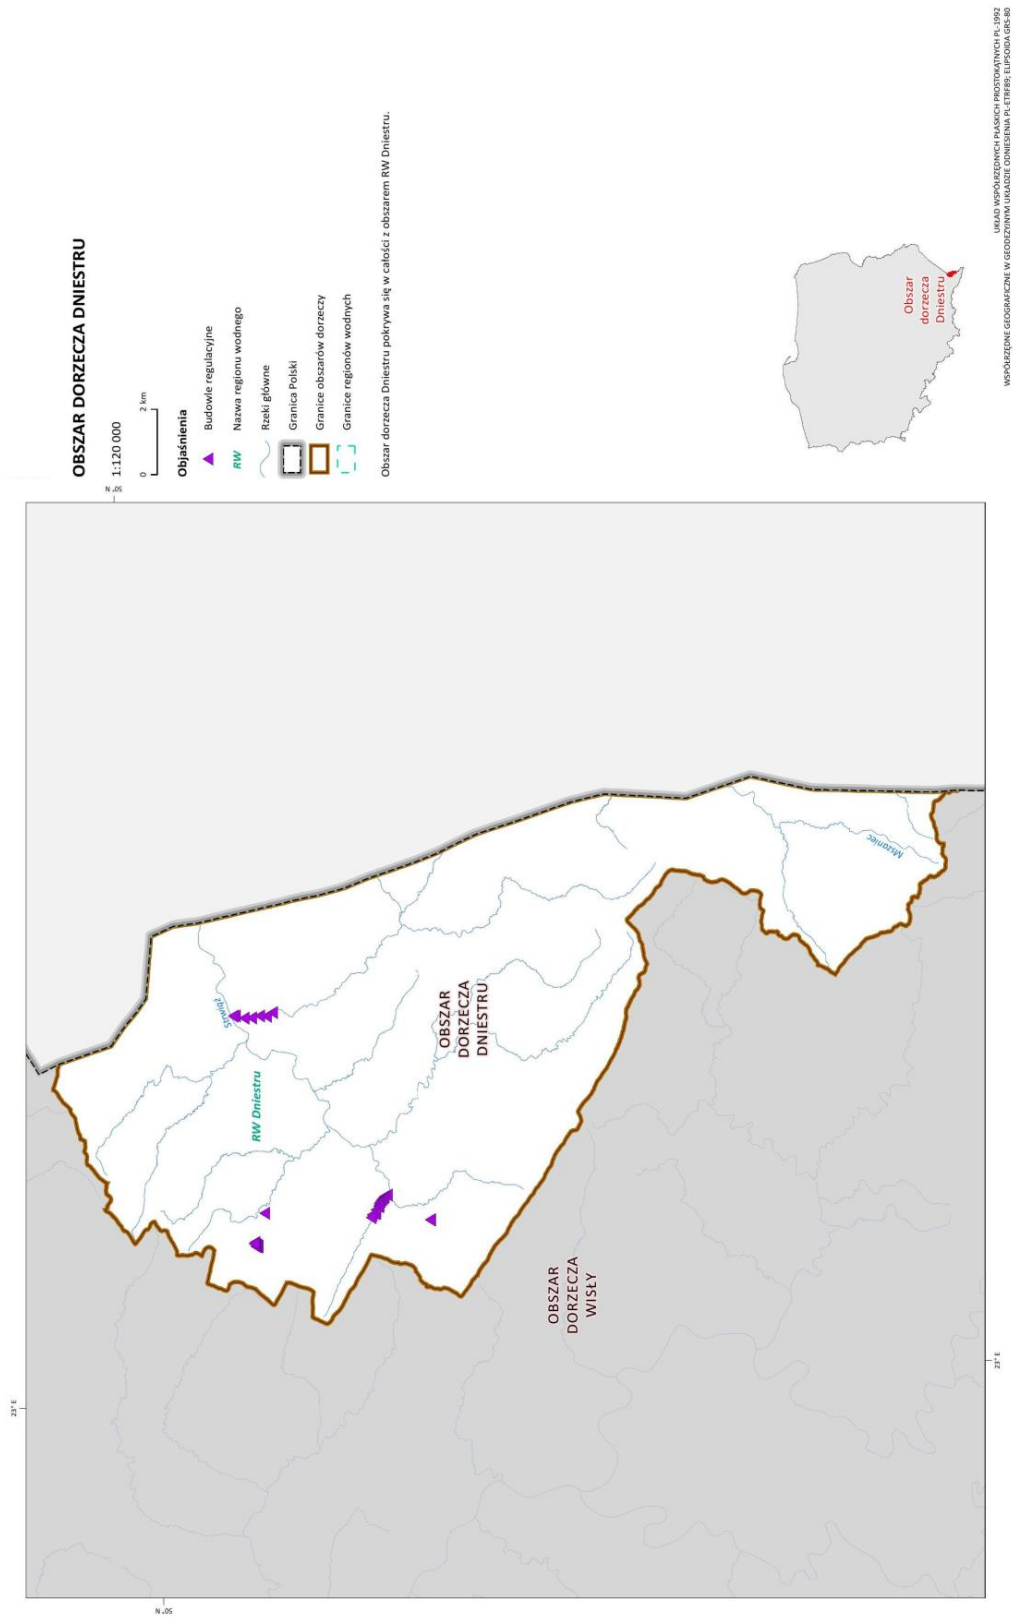 OBSZAR DORZECZA DNIESTRU
1:120 000
0 2 km
Objaśnienia
Budowle regulacyjne
RW Nazwa regionu wodnego
Rzeki główne
Granica Polski
Granice obszarów dorzeczy
Granice regionów wodnych
Obszar dorzecza Dniestru pokrywa się w całości z obszarem RW Dniestru.
50° N
23° E
Strwiąż
RW Dniestru
OBSZAR
DORZECZA
DNIESTRU
Mszaniec
OBSZAR
DORZECZA
WISŁY
50° N
23° E
Obszar
dorzecza
Dniestru
UKŁAD WSPÓŁRZĘDNYCH PŁASKICH PROSTOKĄTNYCH PL-1992
WSPÓŁRZĘDNE GEOGRAFICZNE W GEODEZYJNYM UKŁADZIE ODNIESIENIA PL-ETRF89; ELIPSOIDA GRS-80